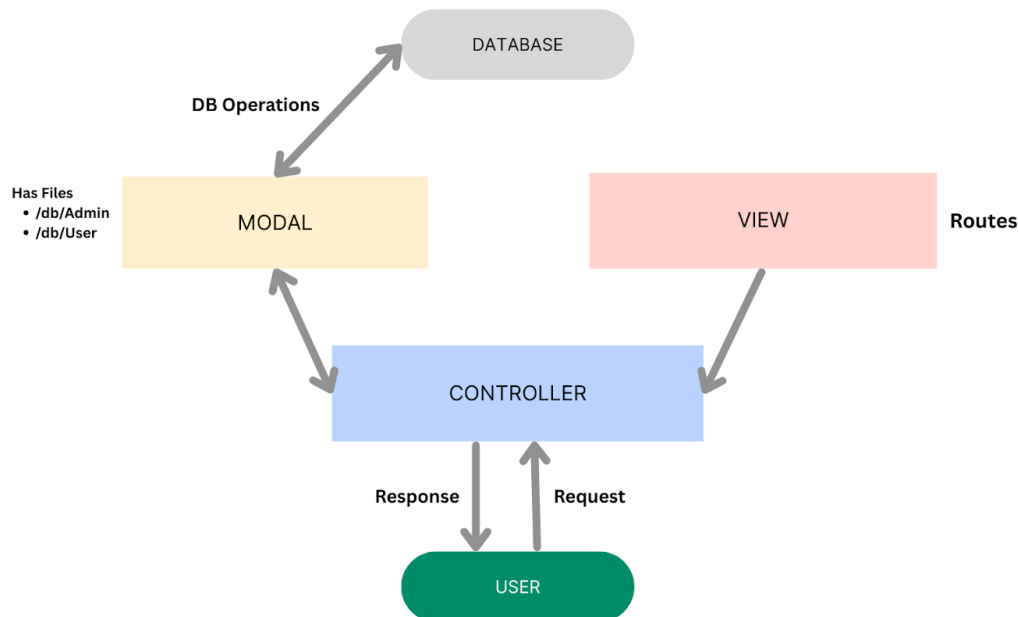 DATABASE
DB Operations
Has Files
• /db/Admin
• /db/User
MODAL
VIEW
Routes
CONTROLLER
Response
Request
USER